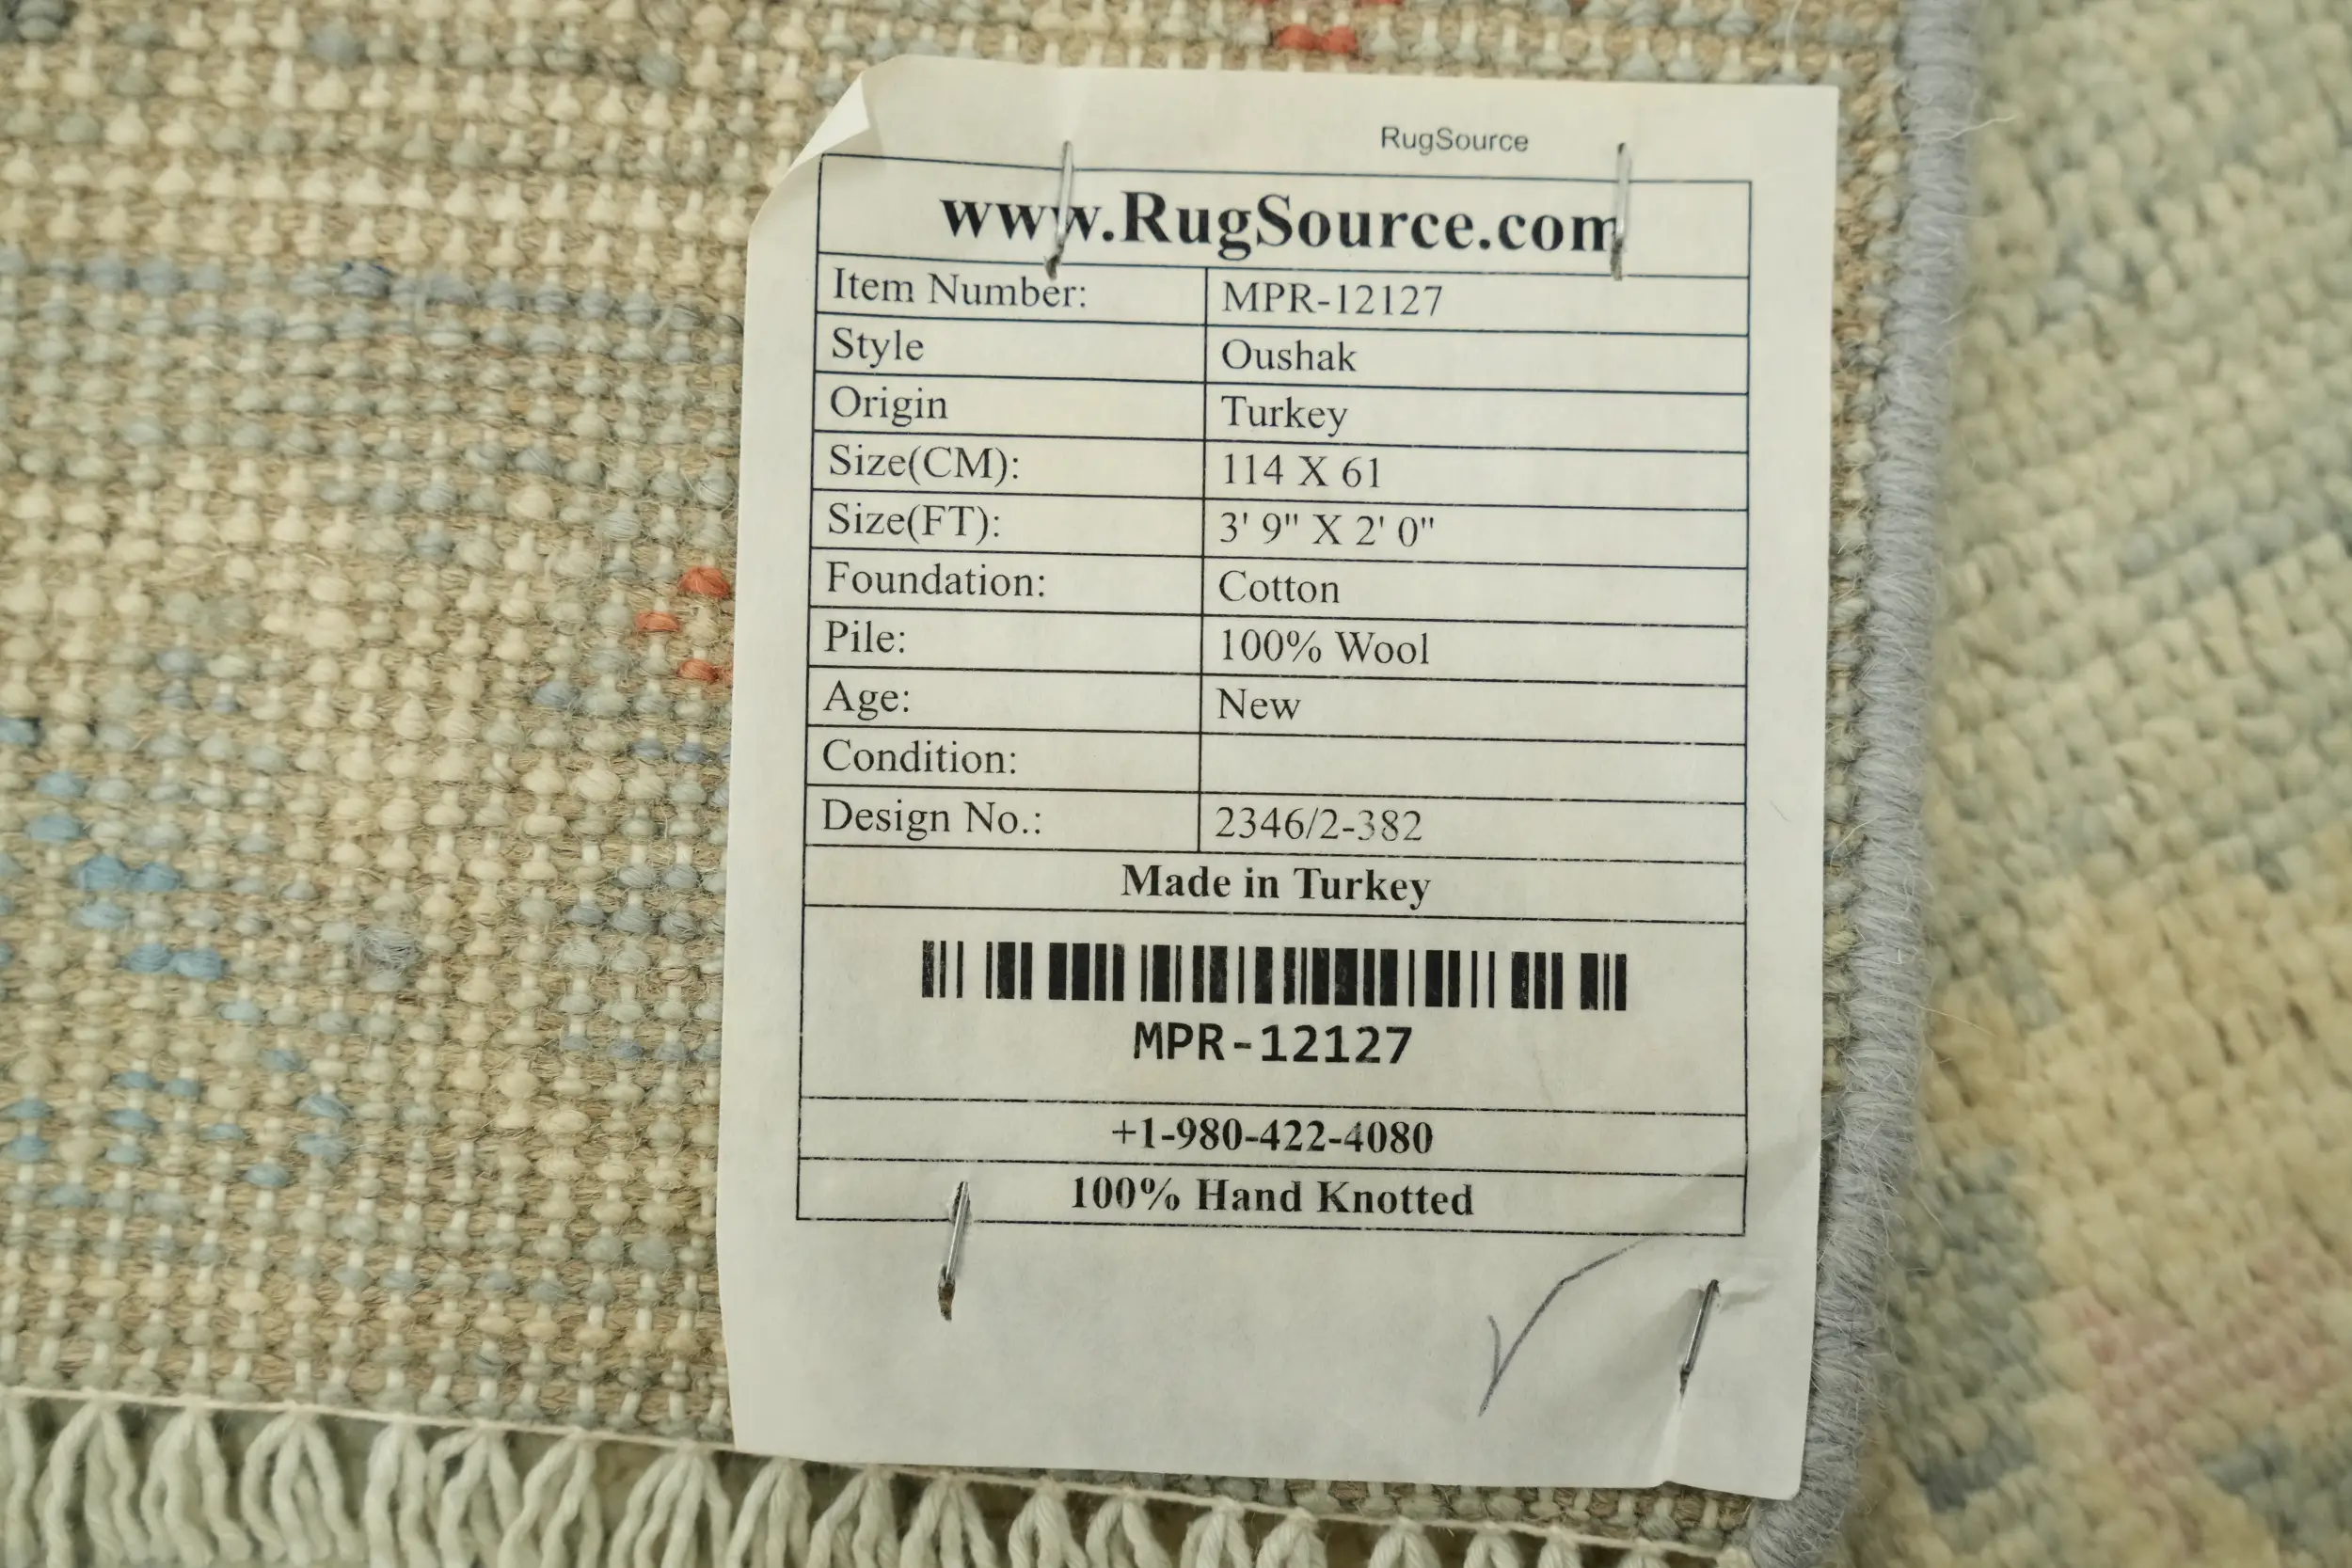 RugSource
www.RugSource.com
Item Number: MPR-12127
Style Oushak
Origin Turkey
Size(CM): 114 X 61
Size(FT): 3' 9" X 2' 0"
Foundation: Cotton
Pile: 100% Wool
Age: New
Condition:
Design No.: 2346/2-382
Made in Turkey
MPR-12127
+1-980-422-4080
100% Hand Knotted